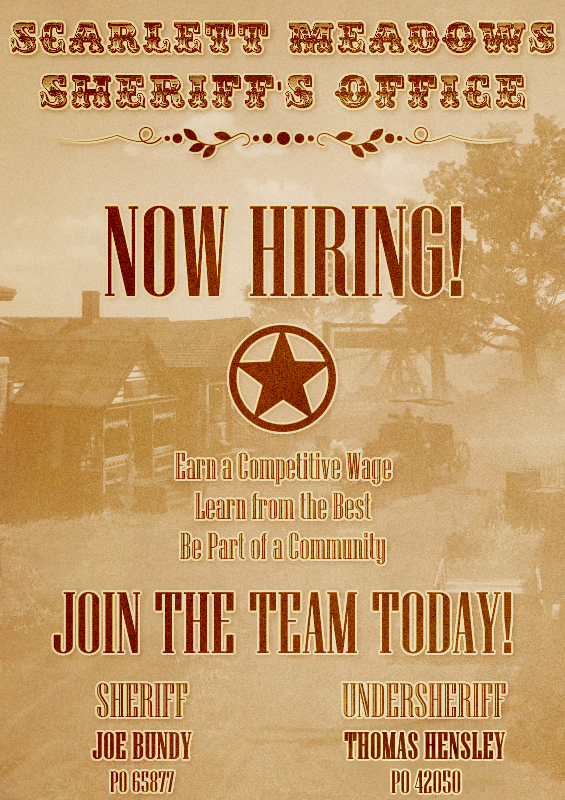 SCARLETT MEADOWS
SHERIFF'S OFFICE
NOW HIRING!
Earn a Competitive Wage
Learn from the Best
Be Part of a Community
JOIN THE TEAM TODAY!
SHERIFF
JOE BUNDY
PO 65877
UNDERSHERIFF
THOMAS HENSLEY
PO 42050